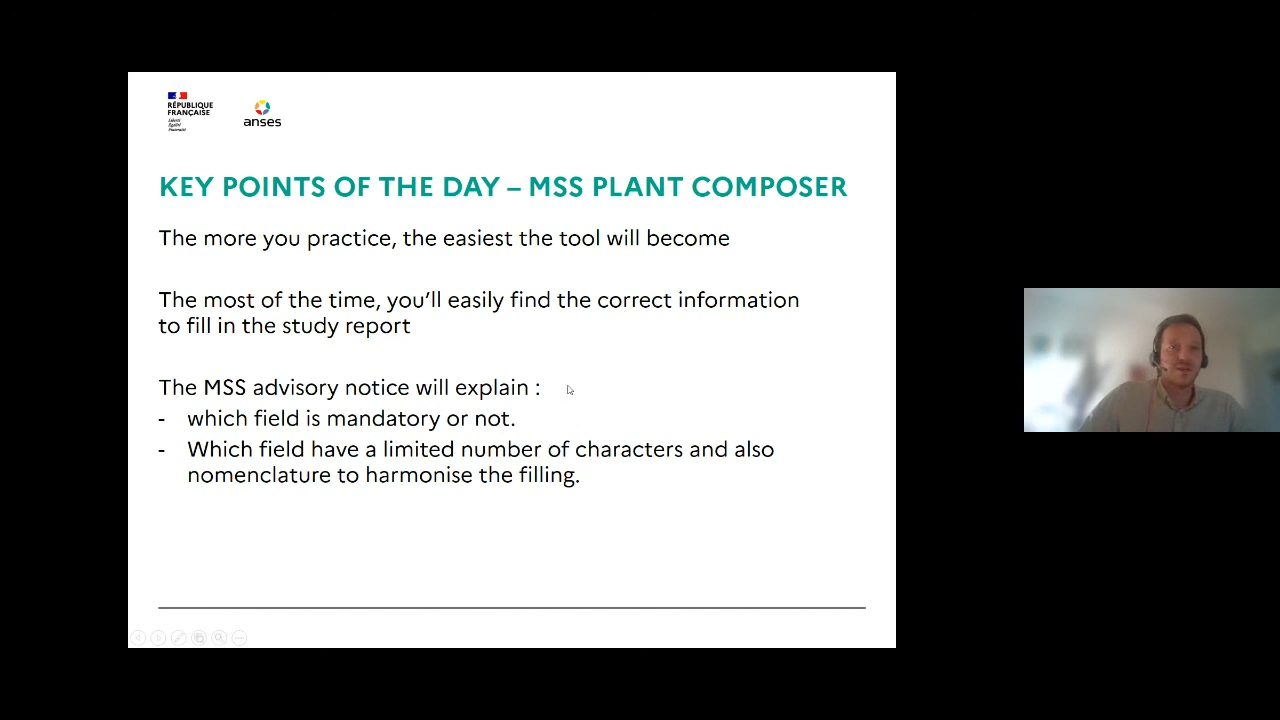 RÉPUBLIQUE
FRANÇAISE
Liberté
Égalité
Fraternité
anses
KEY POINTS OF THE DAY – MSS PLANT COMPOSER
The more you practice, the easiest the tool will become
The most of the time, you’ll easily find the correct information
to fill in the study report
The MSS advisory notice will explain :
- which field is mandatory or not.
- Which field have a limited number of characters and also
nomenclature to harmonise the filling.